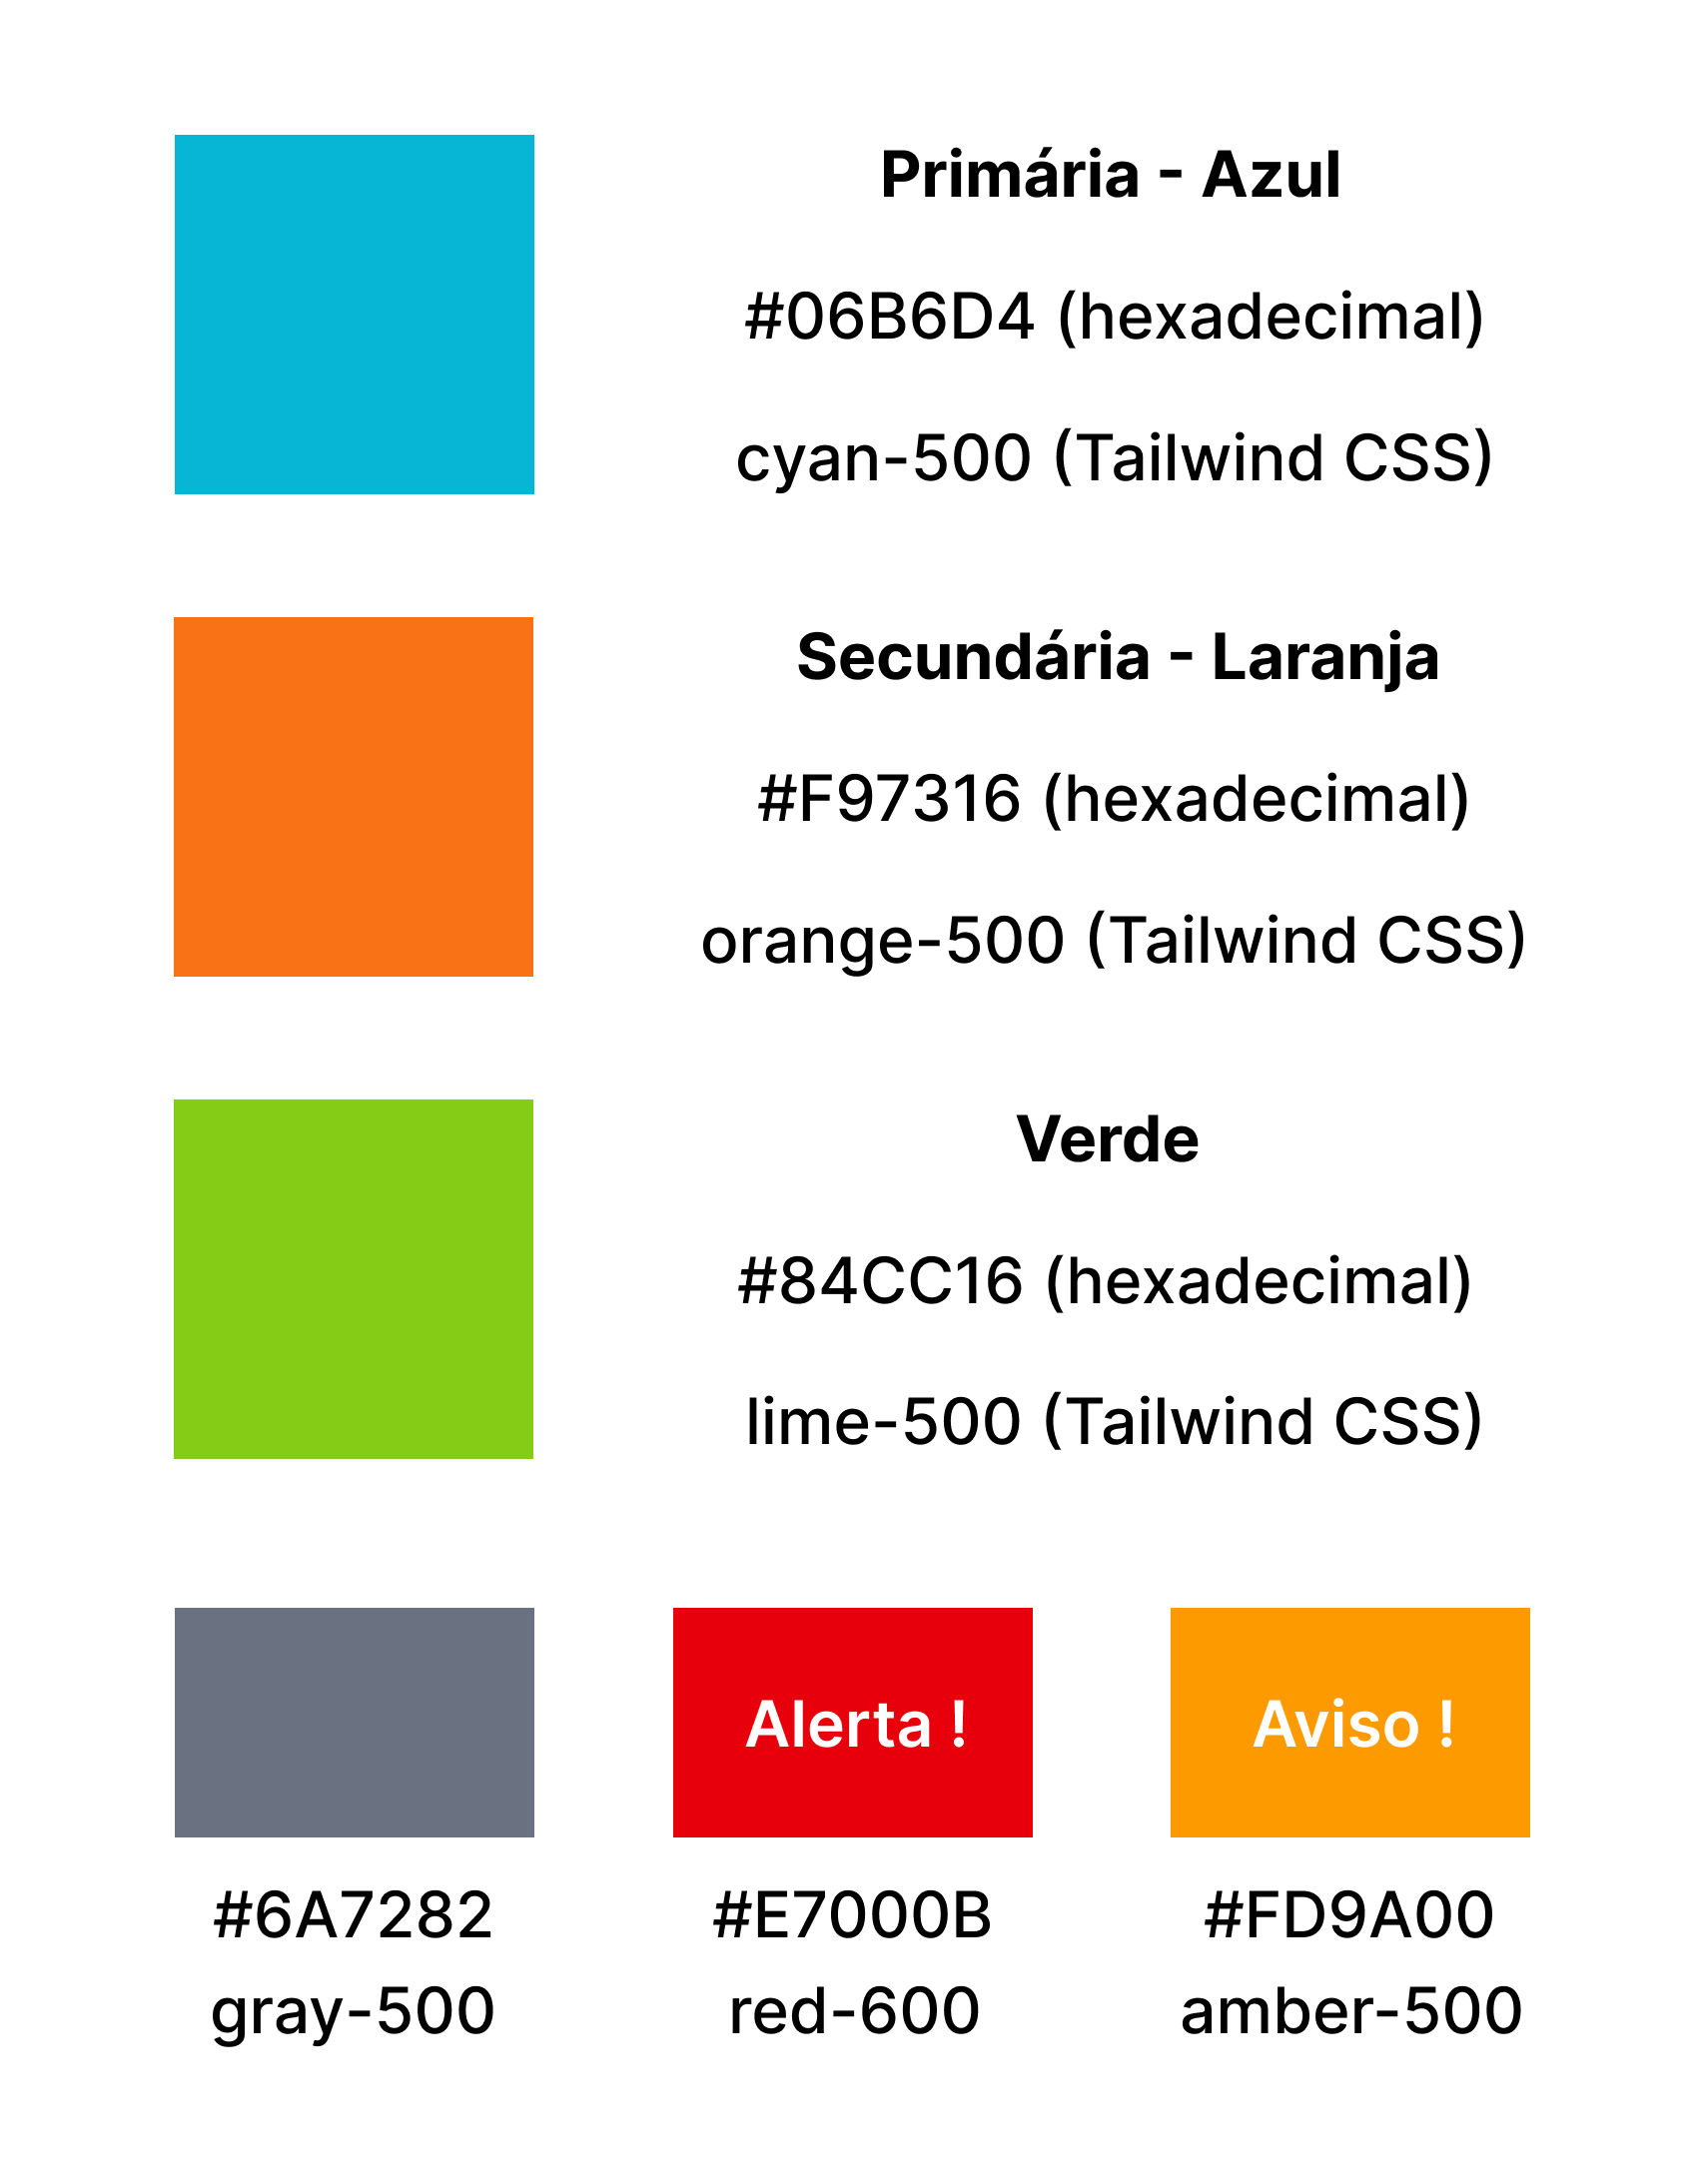 Primária - Azul
#06B6D4 (hexadecimal)
cyan-500 (Tailwind CSS)
Secundária - Laranja
#F97316 (hexadecimal)
orange-500 (Tailwind CSS)
Verde
#84CC16 (hexadecimal)
lime-500 (Tailwind CSS)
Alerta !
Aviso !
#6A7282
gray-500
#E7000B
red-600
#FD9A00
amber-500